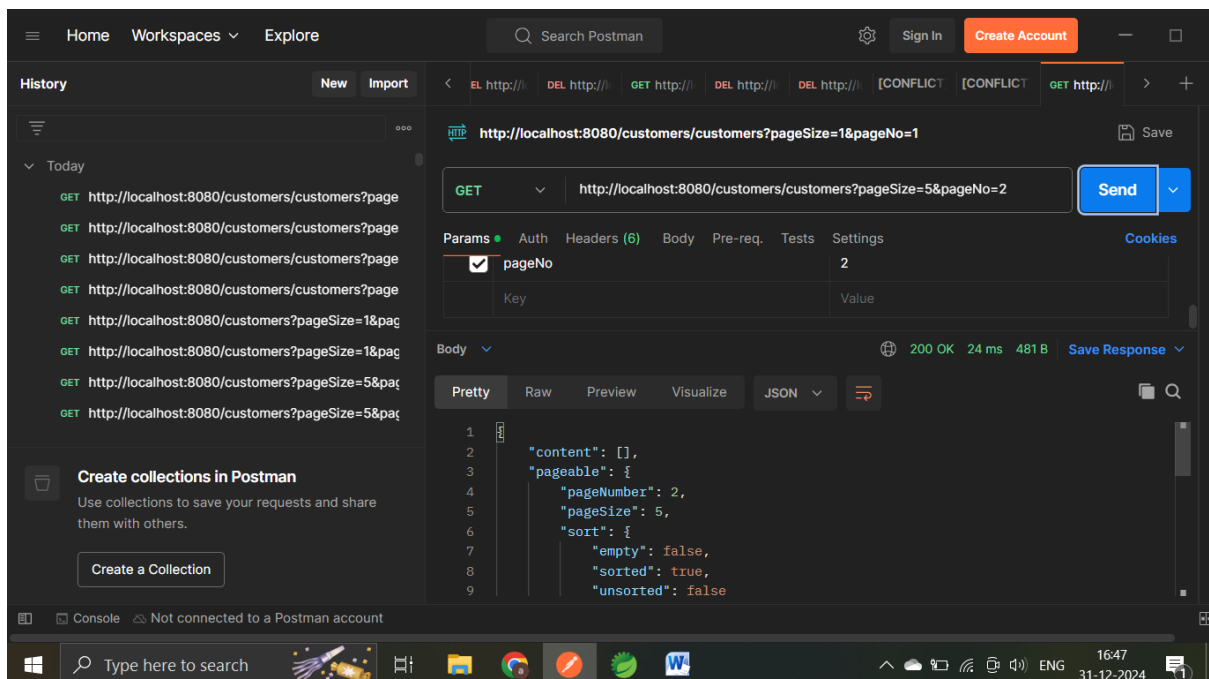 Home Workspaces Explore Search Postman Sign In Create Account
History New Import
EL http://l DEL http://l GET http://l DEL http://l DEL http://l [CONFLICT [CONFLICT GET http://l
HTTP http://localhost:8080/customers/customers?pageSize=1&pageNo=1 Save
Today
GET http://localhost:8080/customers/customers?page
GET http://localhost:8080/customers/customers?page
GET http://localhost:8080/customers/customers?page
GET http://localhost:8080/customers/customers?page
GET http://localhost:8080/customers?pageSize=1&pag
GET http://localhost:8080/customers?pageSize=1&pag
GET http://localhost:8080/customers?pageSize=5&pag
GET http://localhost:8080/customers?pageSize=5&pag
GET http://localhost:8080/customers/customers?pageSize=5&pageNo=2 Send
Params Auth Headers (6) Body Pre-req. Tests Settings Cookies
pageNo 2
Key Value
Body 200 OK 24 ms 481 B Save Response
Pretty Raw Preview Visualize JSON
1 {
2 "content": [],
3 "pageable": {
4 "pageNumber": 2,
5 "pageSize": 5,
6 "sort": {
7 "empty": false,
8 "sorted": true,
9 "unsorted": false
Create collections in Postman
Use collections to save your requests and share
them with others.
Create a Collection
Console Not connected to a Postman account
Type here to search ENG 16:47
31-12-2024 1